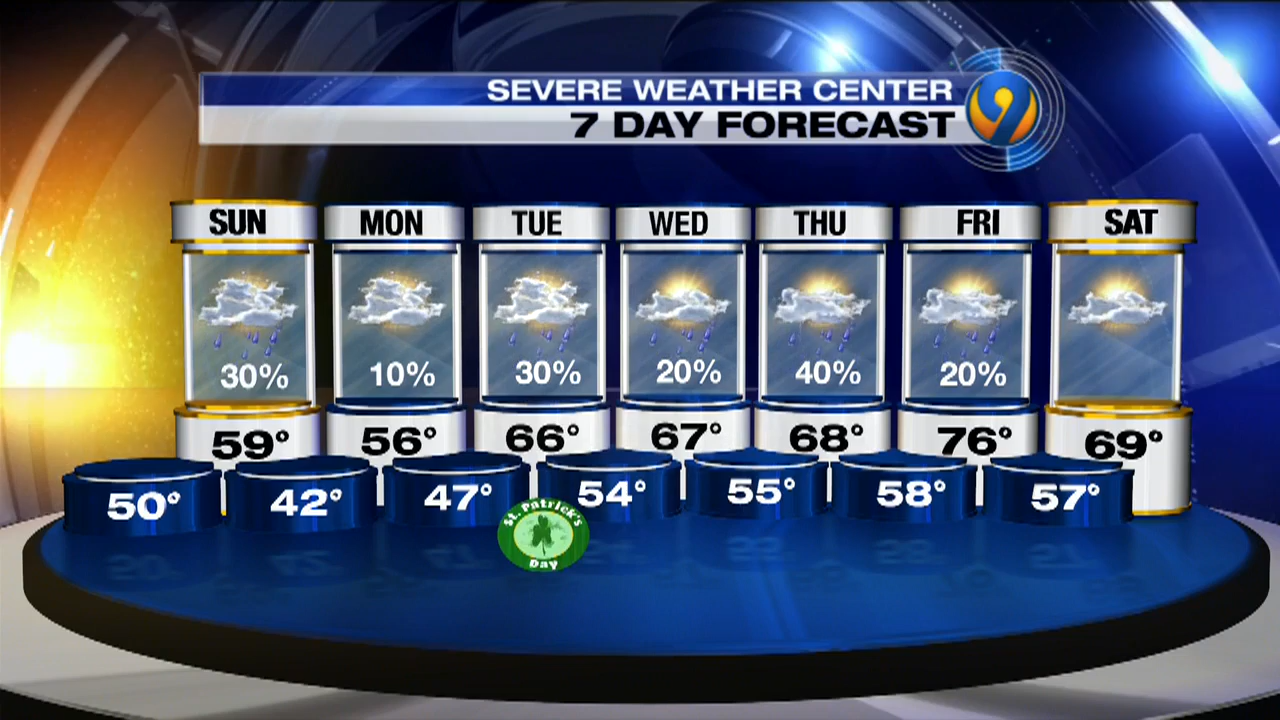 SEVERE WEATHER CENTER
7 DAY FORECAST
9
SUN MON TUE WED THU FRI SAT
30% 10% 30% 20% 40% 20%
59° 56° 66° 67° 68° 76° 69°
50° 42° 47° 54° 55° 58° 57°
St. Patrick's
Day